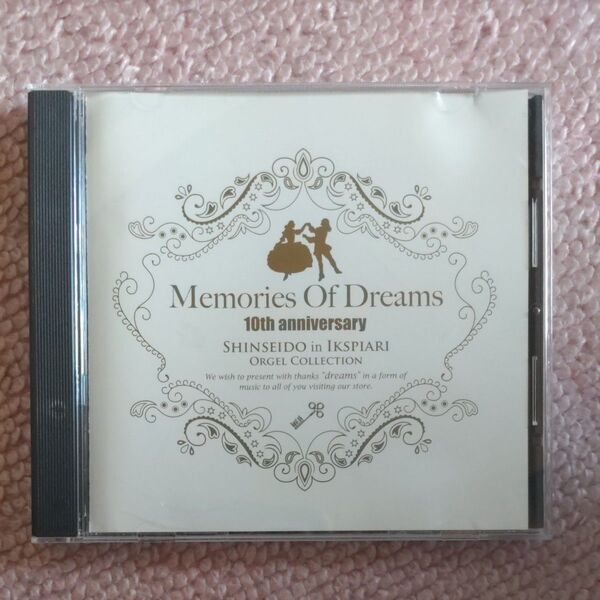 Memories Of Dreams
10th anniversary
SHINSEIDO in IKSPIARI
ORGEL COLLECTION
We wish to present with thanks "dreams" in a form of
music to all of you visiting our store.